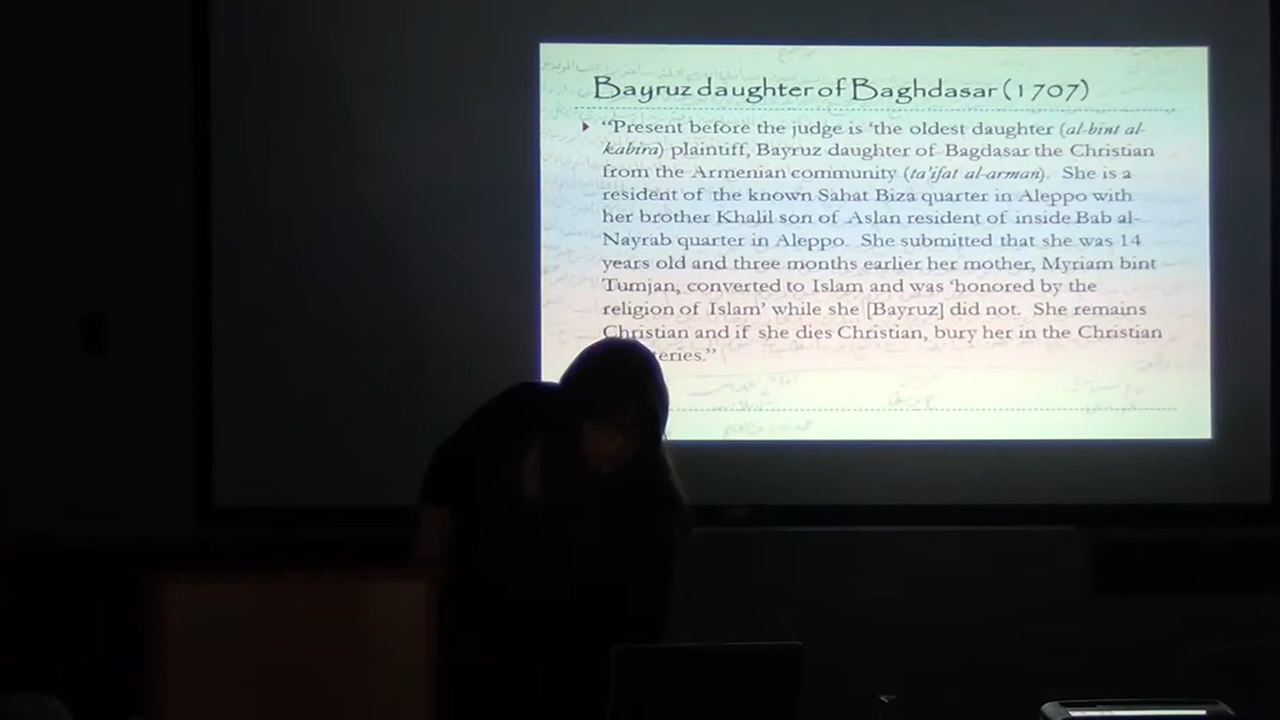 Bayruz daughter of Baghdasar (1707)
“Present before the judge is ‘the oldest daughter (al-bint al-
kabira) plaintiff, Bayruz daughter of Bagdasar the Christian
from the Armenian community (ta’ifat al-arman).  She is a
resident of the known Sahat Biza quarter in Aleppo with
her brother Khalil son of Aslan resident of inside Bab al-
Nayrab quarter in Aleppo.  She submitted that she was 14
years old and three months earlier her mother, Myriam bint
Tumjan, converted to Islam and was ‘honored by the
religion of Islam’ while she [Bayruz] did not.  She remains
Christian and if she dies Christian, bury her in the Christian
eries.”